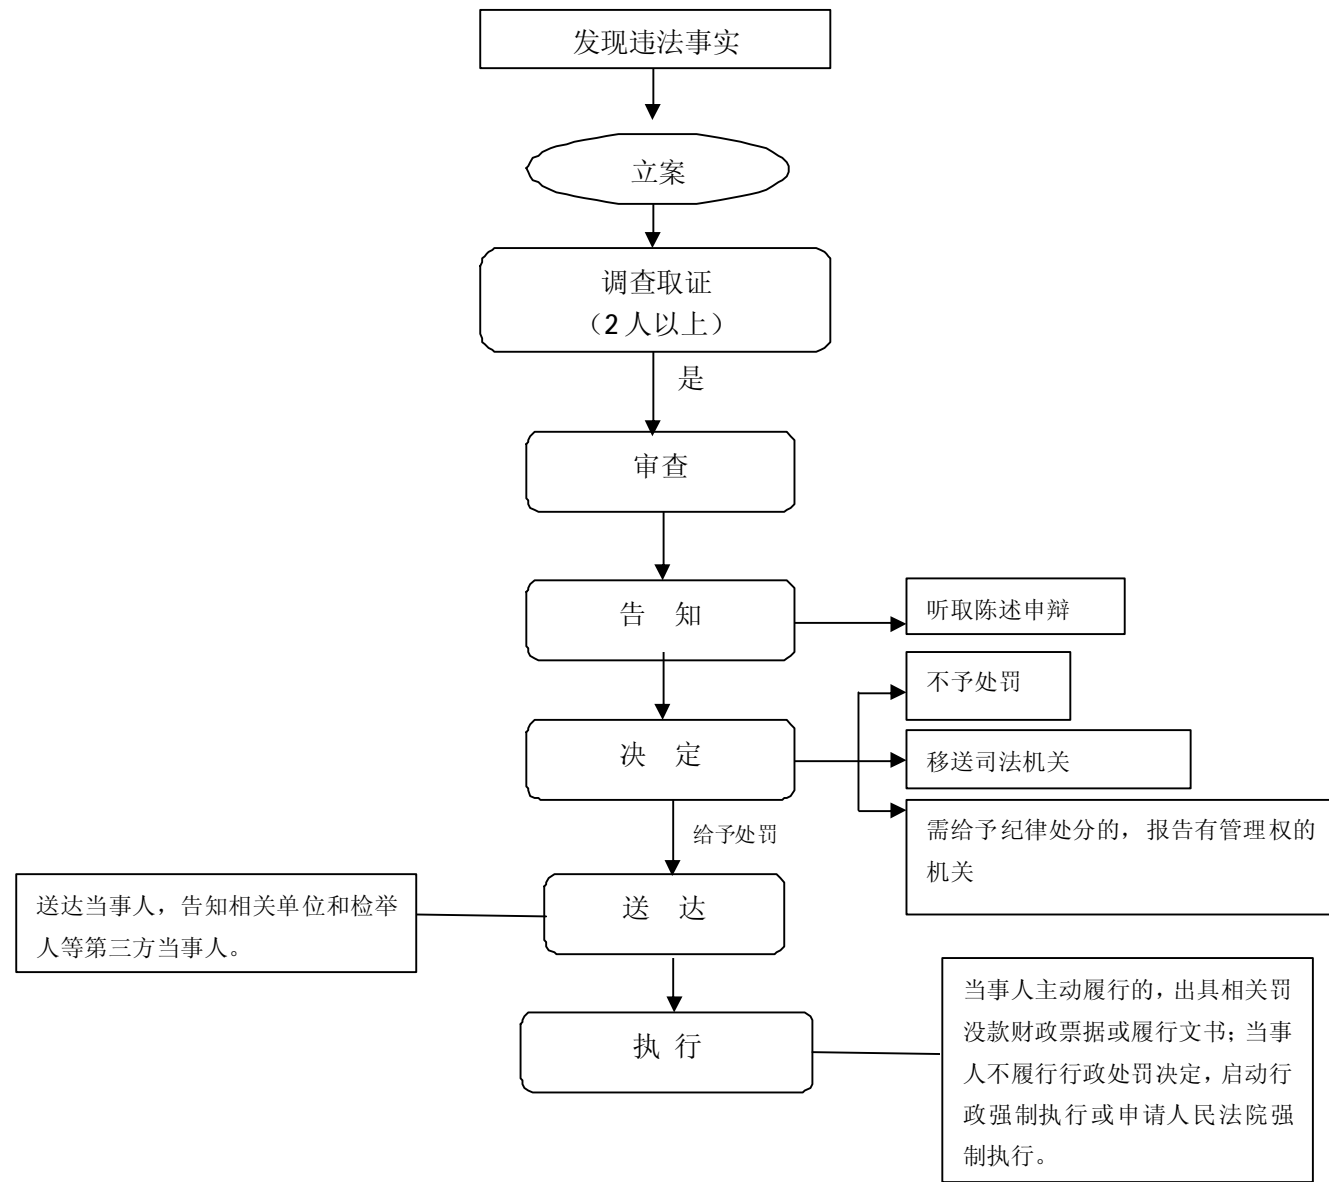 发现违法事实
立案
调查取证
（2 人以上）
是
审查
告 知
听取陈述申辩
不予处罚
决 定
移送司法机关
需给予纪律处分的，报告有管理权的
机关
给予处罚
送达当事人，告知相关单位和检举
人等第三方当事人。
送 达
执 行
当事人主动履行的，出具相关罚
没款财政票据或履行文书；当事
人不履行行政处罚决定，启动行
政强制执行或申请人民法院强
制执行。